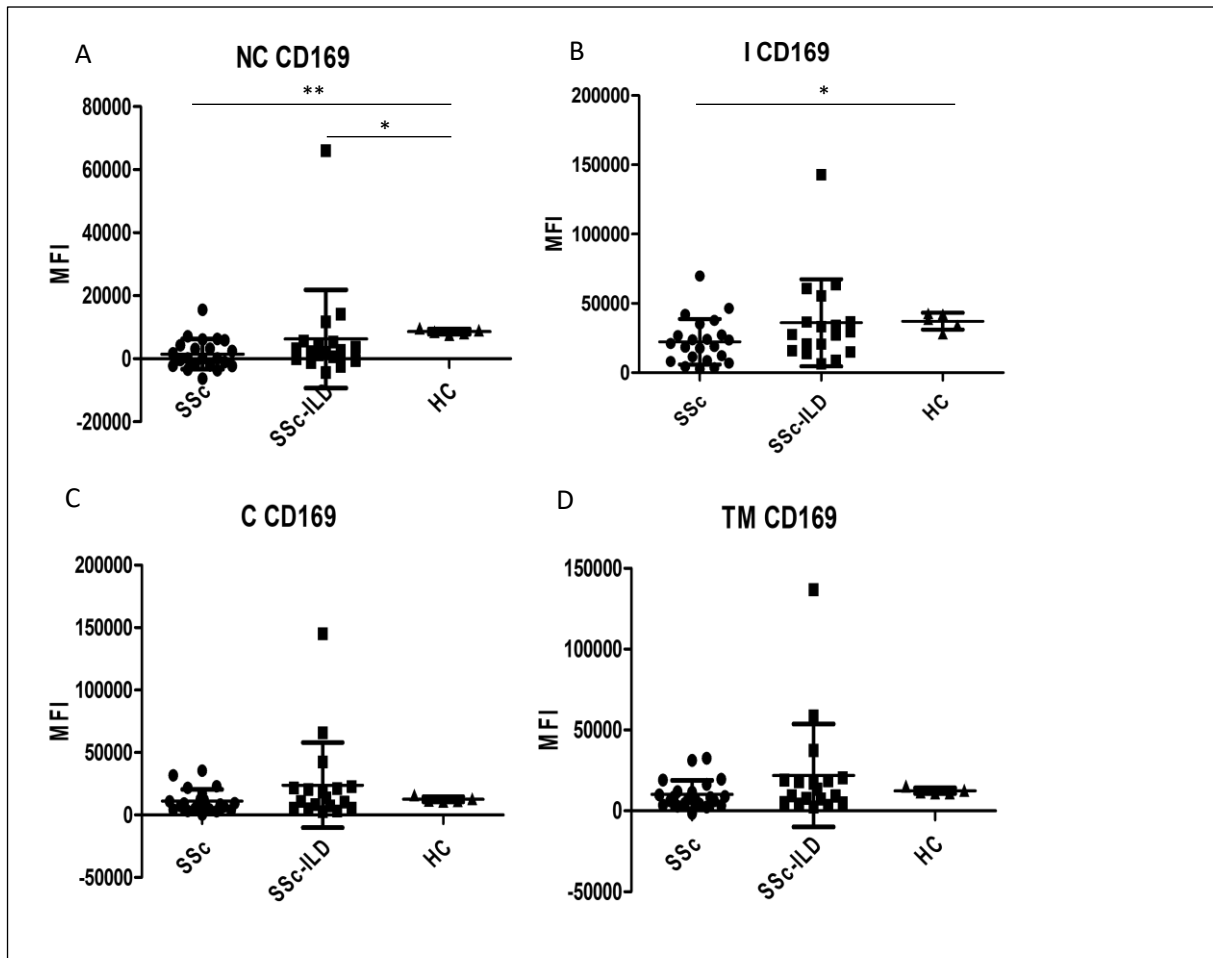 A
NC CD169
**
*
80000
60000
40000
20000
0
-20000
MFI
SSc
SSc-ILD
HC
B
I CD169
*
200000
150000
100000
50000
0
MFI
SSc
SSc-ILD
HC
C
C CD169
200000
150000
100000
50000
0
-50000
MFI
SSc
SSc-ILD
HC
D
TM CD169
150000
100000
50000
0
-50000
MFI
SSc
SSc-ILD
HC